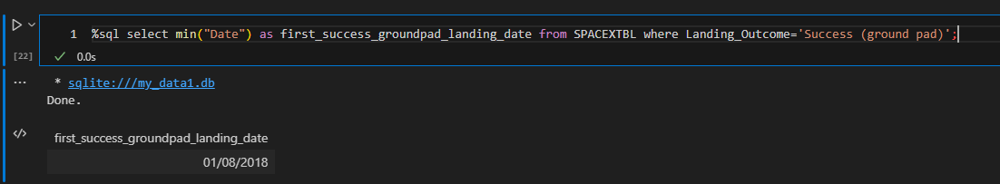 1 %sql select min("Date") as first_success_groundpad_landing_date from SPACEXTBL where Landing_Outcome='Success (ground pad)';
[22] 0.0s
* sqlite:///my_data1.db
Done.
first_success_groundpad_landing_date
01/08/2018